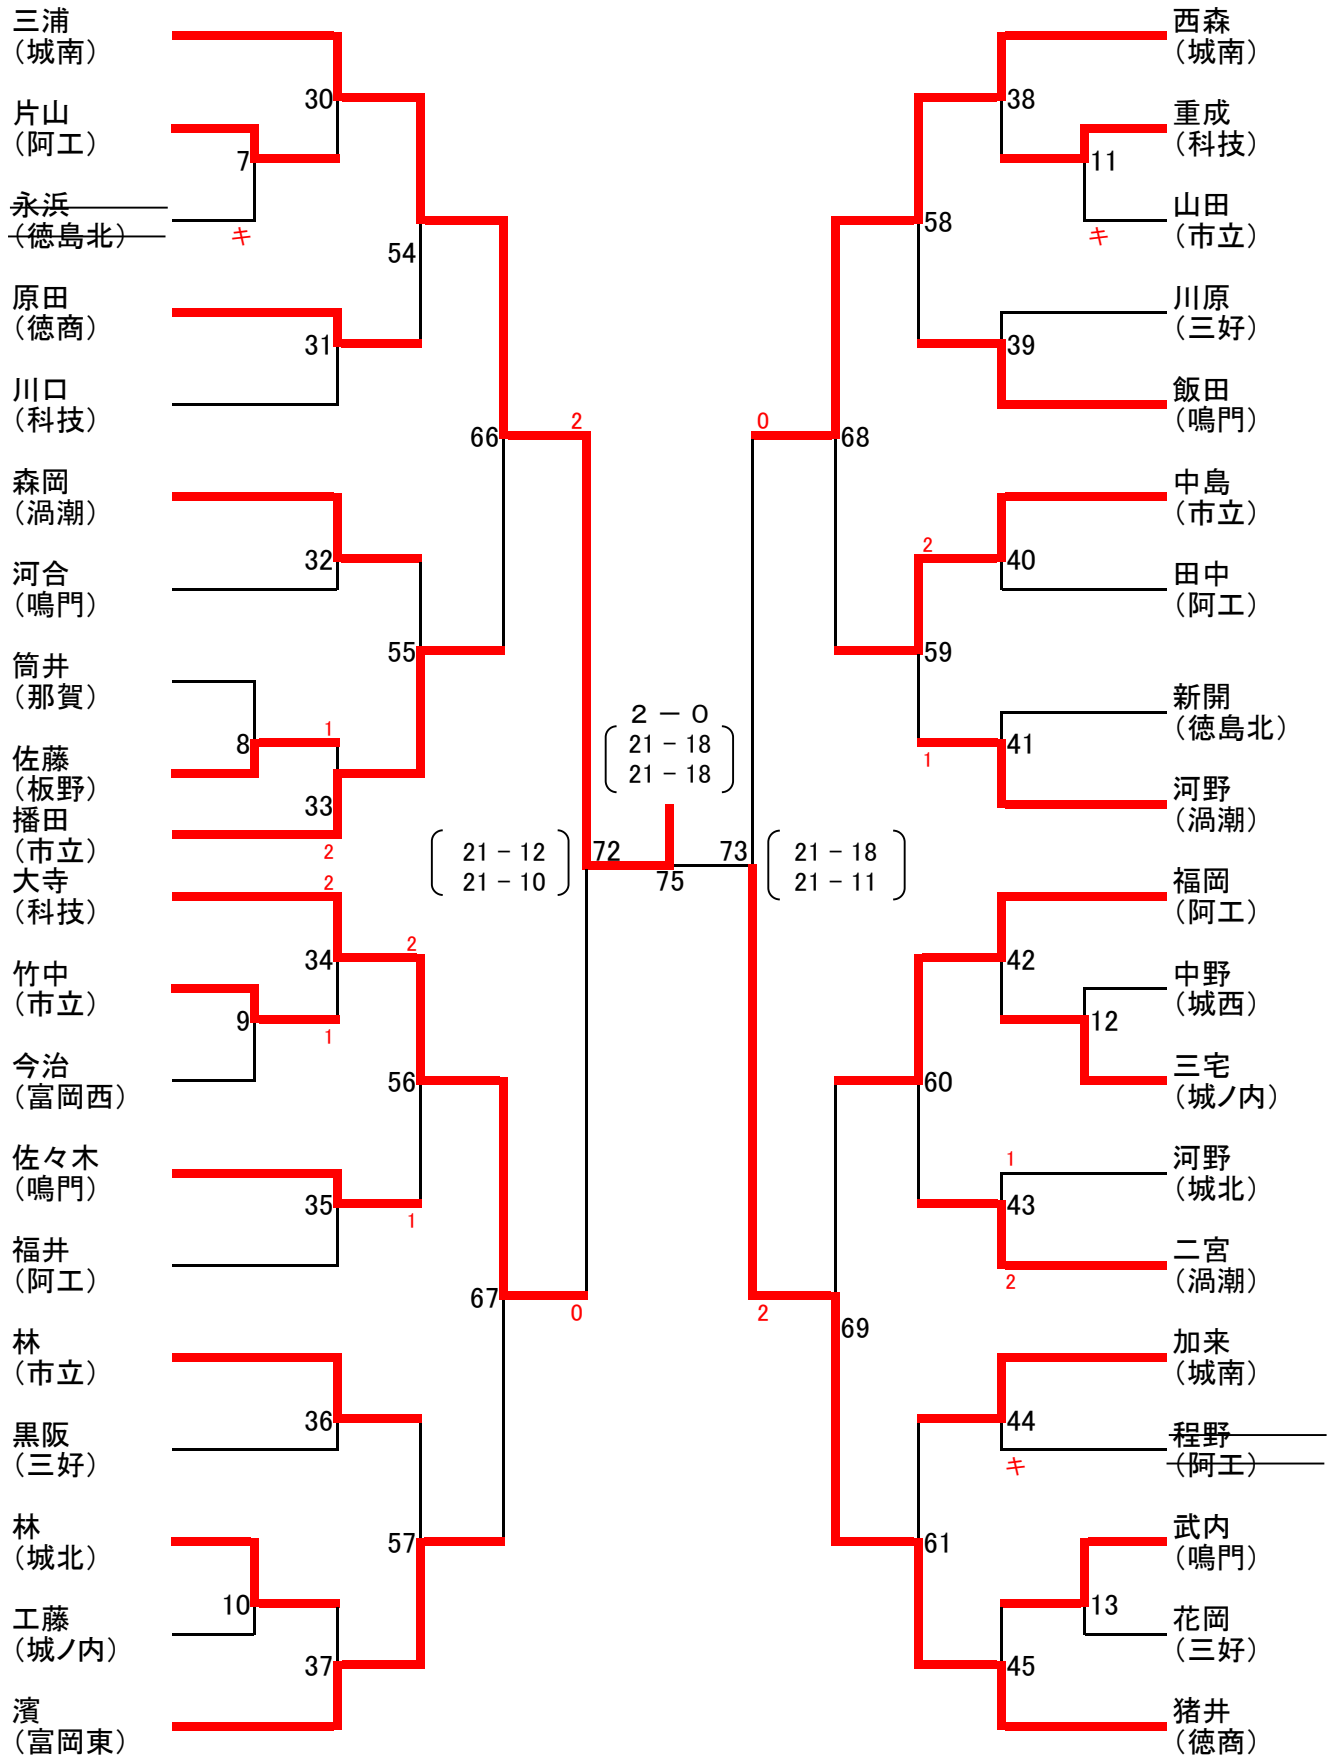 三浦
（城南）
30
片山
（阿工）
7
永浜
（徳島北）
キ
54
原田
（徳商）
31
川口
（科技）
66
2
森岡
（渦潮）
32
河合
（鳴門）
55
筒井
（那賀）
8
1
佐藤
（板野）
33
播田
（市立）
2
大寺
（科技）
2
34
2
竹中
（市立）
9
1
今治
（富岡西）
56
佐々木
（鳴門）
35
1
福井
（阿工）
67
0
林
（市立）
36
黒阪
（三好）
57
林
（城北）
10
工藤
（城ノ内）
37
濱
（富岡東）
2 － 0
21 － 18
21 － 18
21 － 12
21 － 10
72
75
73
21 － 18
21 － 11
西森
（城南）
38
重成
（科技）
11
山田
（市立）
キ
58
川原
（三好）
39
飯田
（鳴門）
0
68
中島
（市立）
2
40
田中
（阿工）
59
新開
（徳島北）
41
1
河野
（渦潮）
福岡
（阿工）
42
中野
（城西）
12
三宅
（城ノ内）
60
河野
（城北）
1
43
二宮
（渦潮）
2
2
69
加来
（城南）
44
程野
（阿工）
キ
61
武内
（鳴門）
13
花岡
（三好）
45
猪井
（徳商）